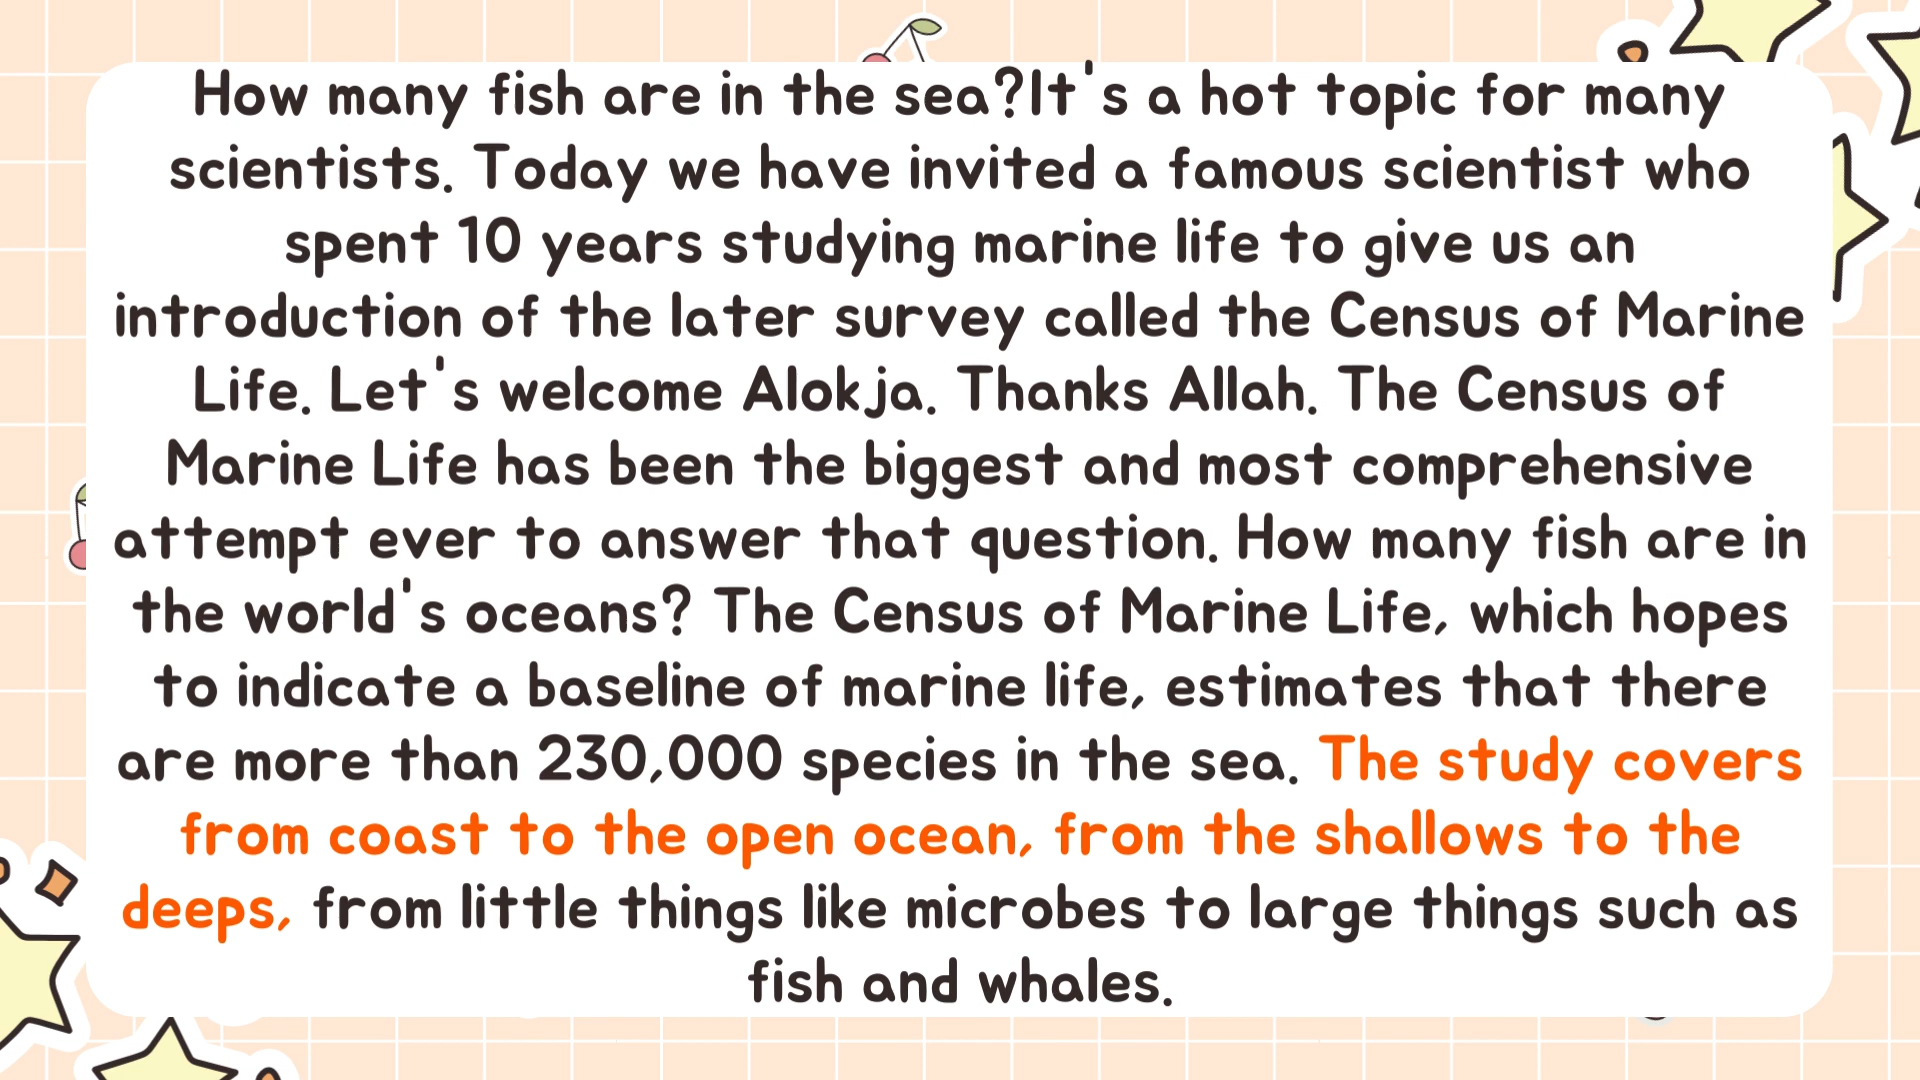 How many fish are in the sea?It's a hot topic for many
scientists. Today we have invited a famous scientist who
spent 10 years studying marine life to give us an
introduction of the later survey called the Census of Marine
Life. Let's welcome Alokja. Thanks Allah. The Census of
Marine Life has been the biggest and most comprehensive
attempt ever to answer that question. How many fish are in
the world's oceans? The Census of Marine Life, which hopes
to indicate a baseline of marine life, estimates that there
are more than 230,000 species in the sea. The study covers
from coast to the open ocean, from the shallows to the
deeps, from little things like microbes to large things such as
fish and whales.